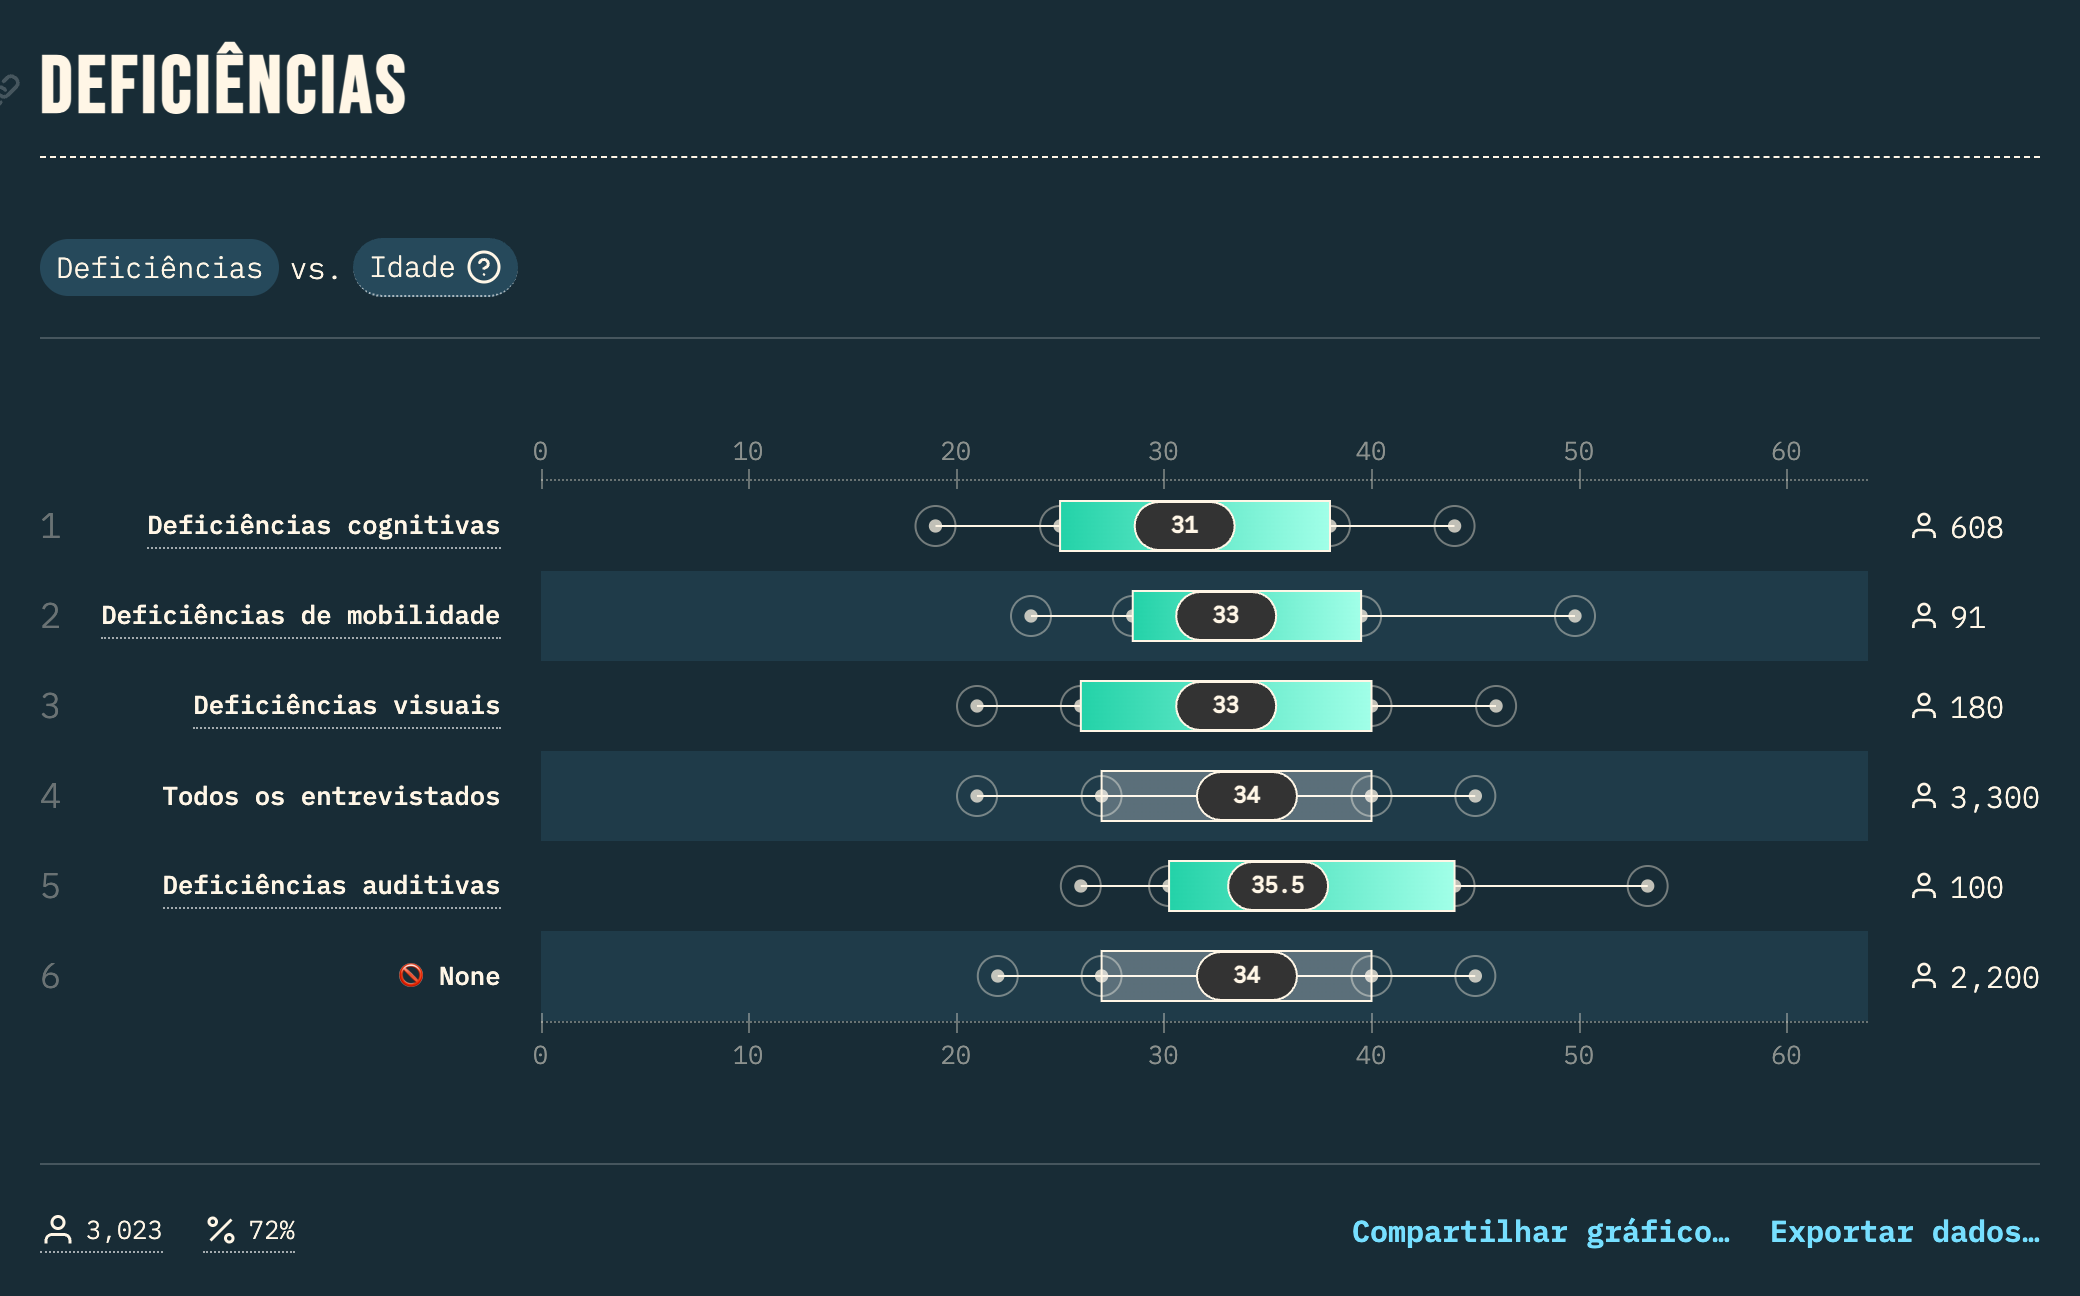 DEFICIÊNCIAS
Deficiências vs. Idade ?
0 10 20 30 40 50 60
1 Deficiências cognitivas 31 608
2 Deficiências de mobilidade 33 91
3 Deficiências visuais 33 180
4 Todos os entrevistados 34 3,300
5 Deficiências auditivas 35.5 100
6 None 34 2,200
0 10 20 30 40 50 60
3,023 % 72% Compartilhar gráfico… Exportar dados…